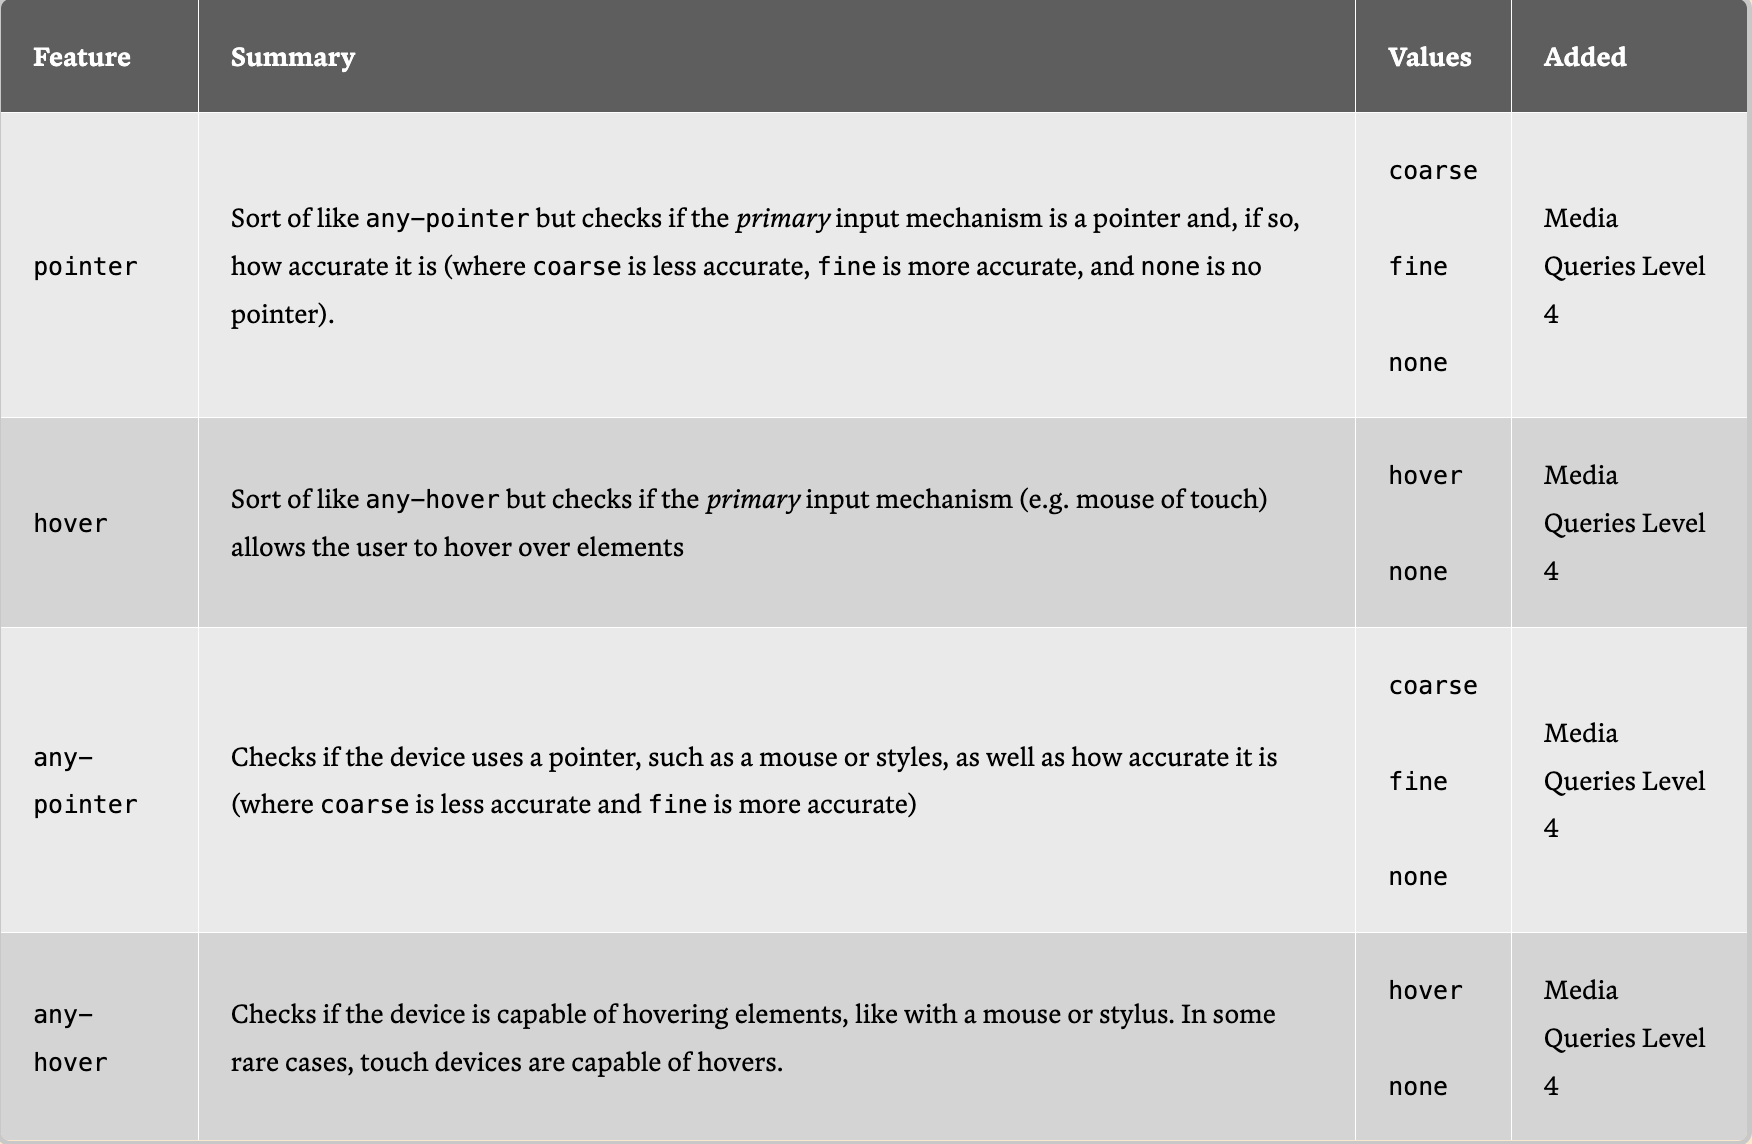 Feature Summary Values Added
pointer
Sort of like any-pointer but checks if the primary input mechanism is a pointer and, if so,
how accurate it is (where coarse is less accurate, fine is more accurate, and none is no
pointer).
coarse
fine
none
Media
Queries Level
4
hover
Sort of like any-hover but checks if the primary input mechanism (e.g. mouse of touch)
allows the user to hover over elements
hover
none
Media
Queries Level
4
any-
pointer
Checks if the device uses a pointer, such as a mouse or styles, as well as how accurate it is
(where coarse is less accurate and fine is more accurate)
coarse
fine
none
Media
Queries Level
4
any-
hover
Checks if the device is capable of hovering elements, like with a mouse or stylus. In some
rare cases, touch devices are capable of hovers.
hover
none
Media
Queries Level
4